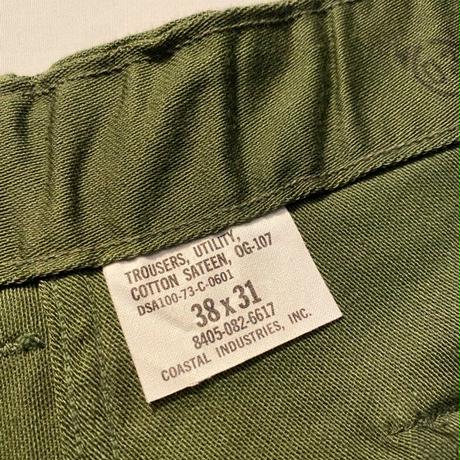 TROUSERS, UTILITY,
COTTON SATEEN, OG-107
DSA100-73-C-0601
38 x 31
8405-082-6617
COASTAL INDUSTRIES, INC.